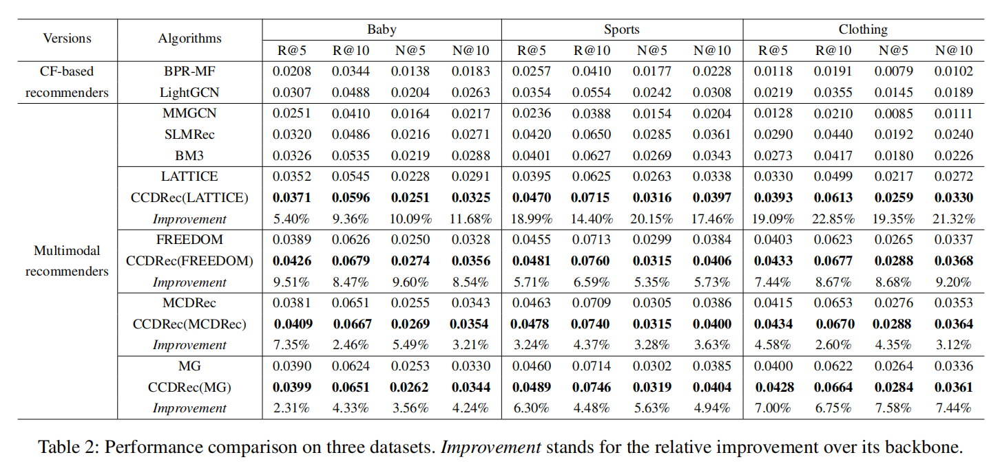 Versions Algorithms Baby Sports Clothing
R@5 R@10 N@5 N@10 R@5 R@10 N@5 N@10 R@5 R@10 N@5 N@10
CF-based recommenders BPR-MF 0.0208 0.0344 0.0138 0.0183 0.0257 0.0410 0.0177 0.0228 0.0118 0.0191 0.0079 0.0102
LightGCN 0.0307 0.0488 0.0204 0.0263 0.0354 0.0554 0.0242 0.0308 0.0219 0.0355 0.0145 0.0189
Multimodal recommenders MMGCN 0.0251 0.0410 0.0164 0.0217 0.0236 0.0388 0.0154 0.0204 0.0128 0.0210 0.0085 0.0111
SLMRec 0.0320 0.0486 0.0216 0.0271 0.0420 0.0650 0.0285 0.0361 0.0290 0.0440 0.0192 0.0240
BM3 0.0326 0.0535 0.0219 0.0288 0.0401 0.0627 0.0269 0.0343 0.0273 0.0417 0.0180 0.0226
LATTICE 0.0352 0.0545 0.0228 0.0291 0.0395 0.0625 0.0263 0.0338 0.0330 0.0499 0.0217 0.0272
CCDRec(LATTICE) 0.0371 0.0596 0.0251 0.0325 0.0470 0.0715 0.0316 0.0397 0.0393 0.0613 0.0259 0.0330
Improvement 5.40% 9.36% 10.09% 11.68% 18.99% 14.40% 20.15% 17.46% 19.09% 22.85% 19.35% 21.32%
FREEDOM 0.0389 0.0626 0.0250 0.0328 0.0455 0.0713 0.0299 0.0384 0.0403 0.0623 0.0265 0.0337
CCDRec(FREEDOM) 0.0426 0.0679 0.0274 0.0356 0.0481 0.0760 0.0315 0.0406 0.0433 0.0677 0.0288 0.0368
Improvement 9.51% 8.47% 9.60% 8.54% 5.71% 6.59% 5.35% 5.73% 7.44% 8.67% 8.68% 9.20%
MCDRec 0.0381 0.0651 0.0255 0.0343 0.0463 0.0709 0.0305 0.0386 0.0415 0.0653 0.0276 0.0353
CCDRec(MCDRec) 0.0409 0.0667 0.0269 0.0354 0.0478 0.0740 0.0315 0.0400 0.0434 0.0670 0.0288 0.0364
Improvement 7.35% 2.46% 5.49% 3.21% 3.24% 4.37% 3.28% 3.63% 4.58% 2.60% 4.35% 3.12%
MG 0.0390 0.0624 0.0253 0.0330 0.0460 0.0714 0.0302 0.0385 0.0400 0.0622 0.0264 0.0336
CCDRec(MG) 0.0399 0.0651 0.0262 0.0344 0.0489 0.0746 0.0319 0.0404 0.0428 0.0664 0.0284 0.0361
Improvement 2.31% 4.33% 3.56% 4.24% 6.30% 4.48% 5.63% 4.94% 7.00% 6.75% 7.58% 7.44%
Table 2: Performance comparison on three datasets. Improvement stands for the relative improvement over its backbone.